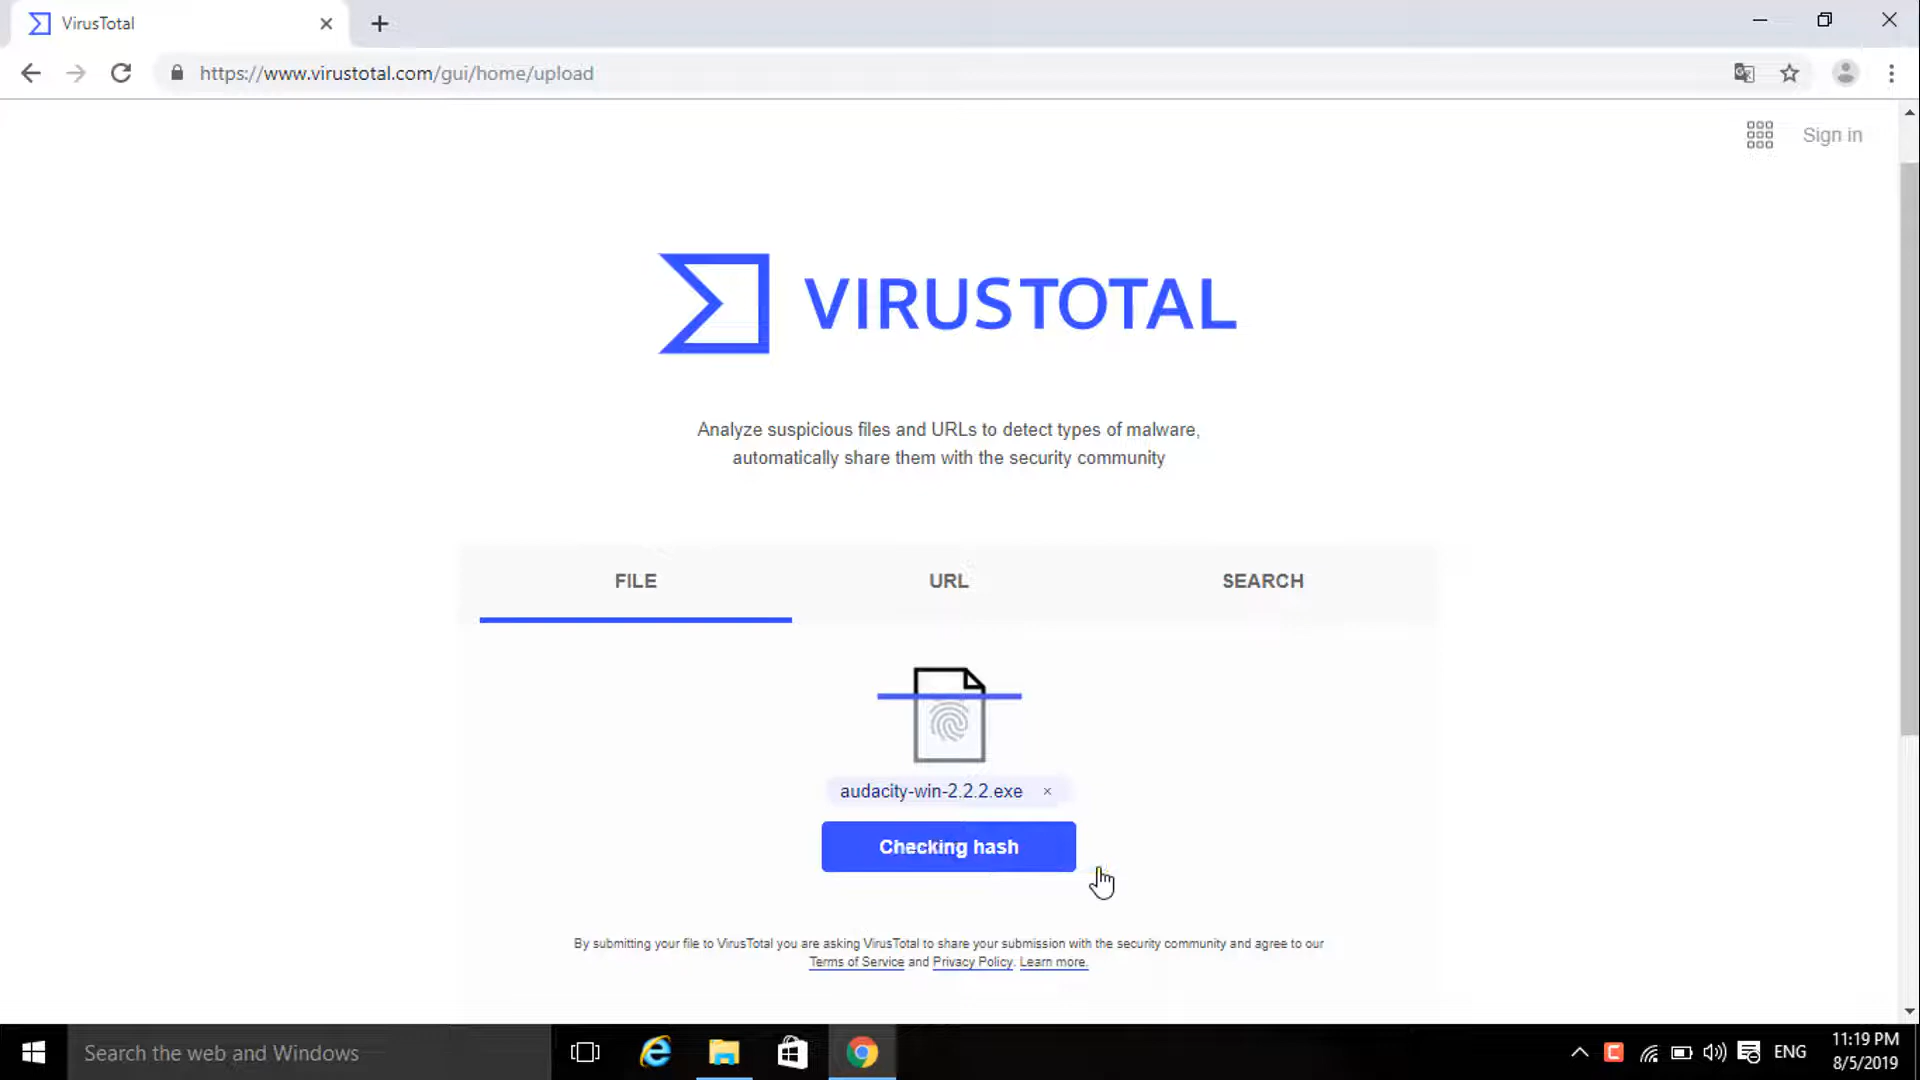 VirusTotal
https://www.virustotal.com/gui/home/upload
Sign in
VIRUSTOTAL
Analyze suspicious files and URLs to detect types of malware,
automatically share them with the security community
FILE
URL
SEARCH
audacity-win-2.2.2.exe
Checking hash
By submitting your file to VirusTotal you are asking VirusTotal to share your submission with the security community and agree to our
Terms of Service and Privacy Policy. Learn more.
Search the web and Windows
ENG
11:19 PM
8/5/2019